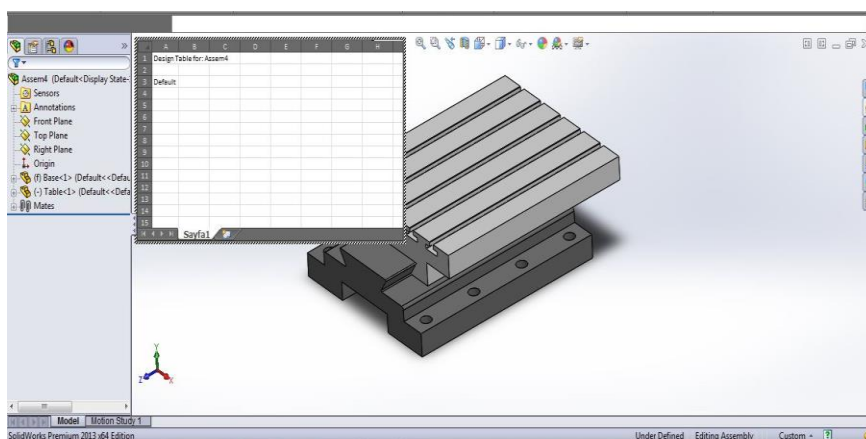 A B C D E F G H
1 Design Table for: Assem4
2
3 Default
4
5
6
7
8
9
10
11
12
13
14
15
Sayfa1
Assem4 (Default<Display State-
Sensors
Annotations
Front Plane
Top Plane
Right Plane
Origin
(f) Base<1> (Default<<Defau
(-) Table<1> (Default<<Defa
Mates
Y
Z X
Model Motion Study 1
SolidWorks Premium 2013 x64 Edition
Under Defined Editing Assembly Custom